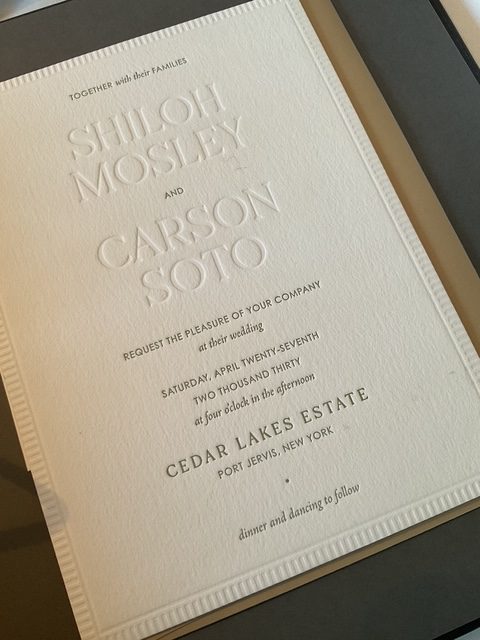 TOGETHER with their FAMILIES
SHILOH
MOSLEY
AND
CARSON
SOTO
REQUEST THE PLEASURE OF YOUR COMPANY
at their wedding
SATURDAY, APRIL TWENTY-SEVENTH
TWO THOUSAND THIRTY
at four o'clock in the afternoon
CEDAR LAKES ESTATE
PORT JERVIS, NEW YORK
dinner and dancing to follow